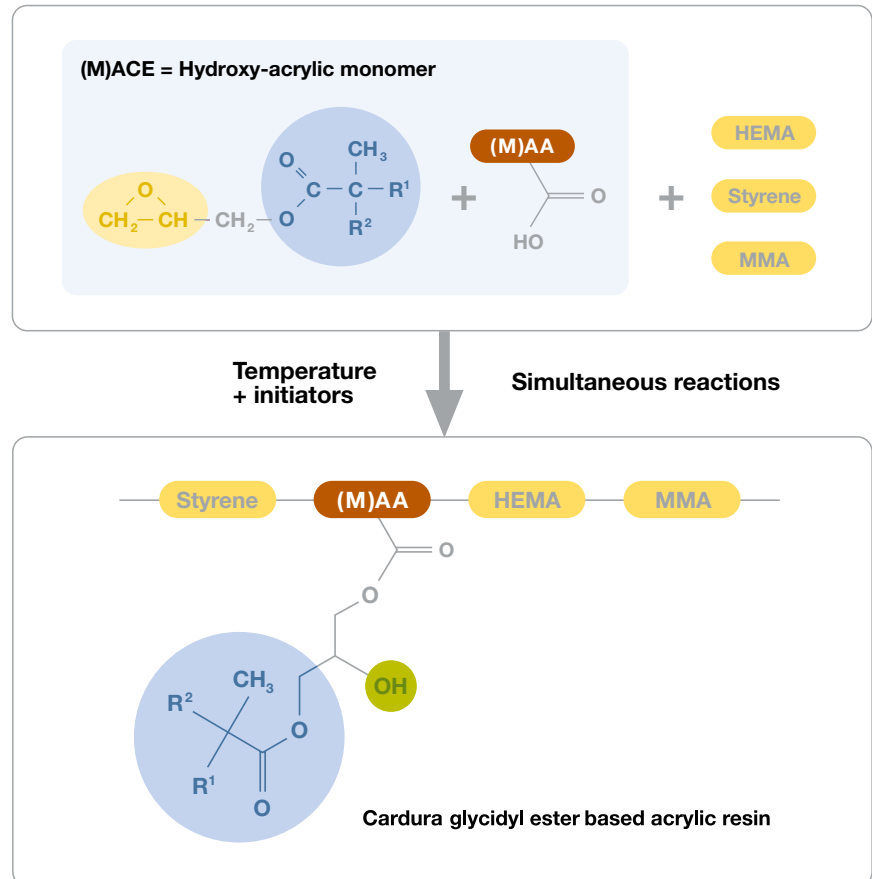 (M)ACE = Hydroxy-acrylic monomer
O
CH₂ CH CH₂ O
O C C CH₃ R¹ R²
+
(M)AA
O
HO
+
HEMA
Styrene
MMA
Temperature
+ initiators
Simultaneous reactions
Styrene (M)AA HEMA MMA
O
O
OH
CH₃
R²
O
R¹
O
Cardura glycidyl ester based acrylic resin